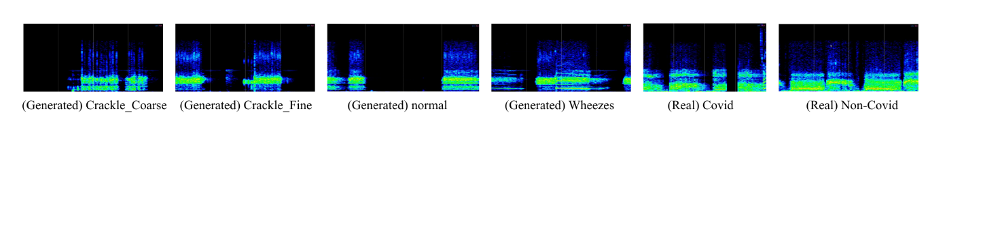 (Generated) Crackle_Coarse
(Generated) Crackle_Fine
(Generated) normal
(Generated) Wheezes
(Real) Covid
(Real) Non-Covid